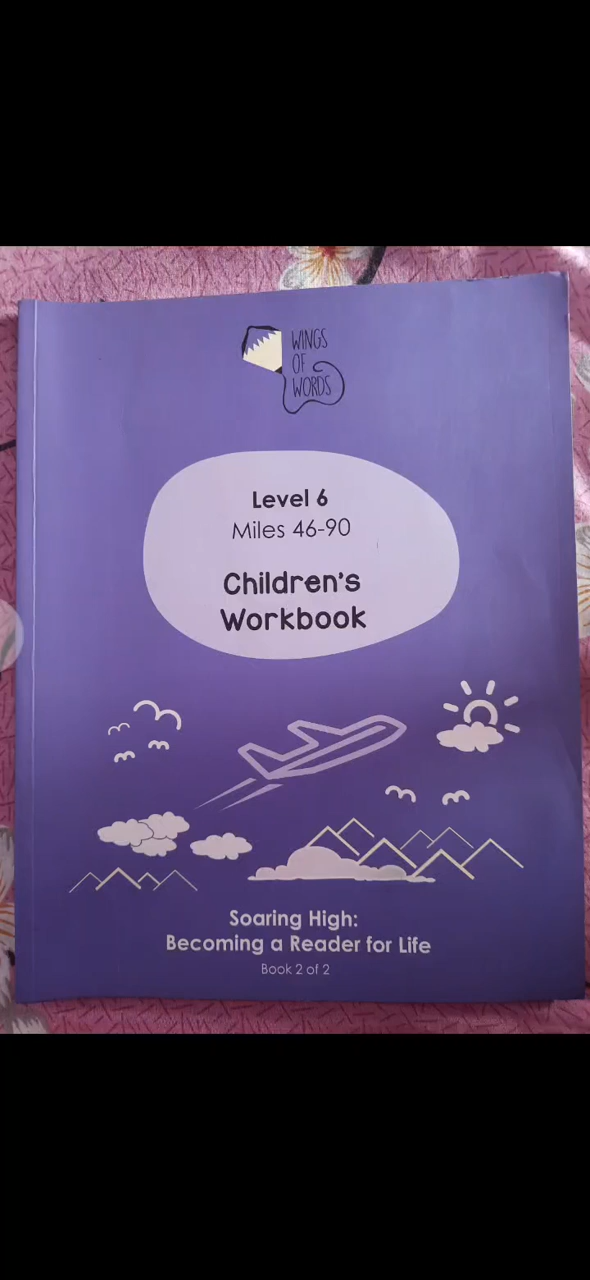 WINGS
OF
WORDS
Level 6
Miles 46-90
Children's
Workbook
Soaring High:
Becoming a Reader for Life
Book 2 of 2